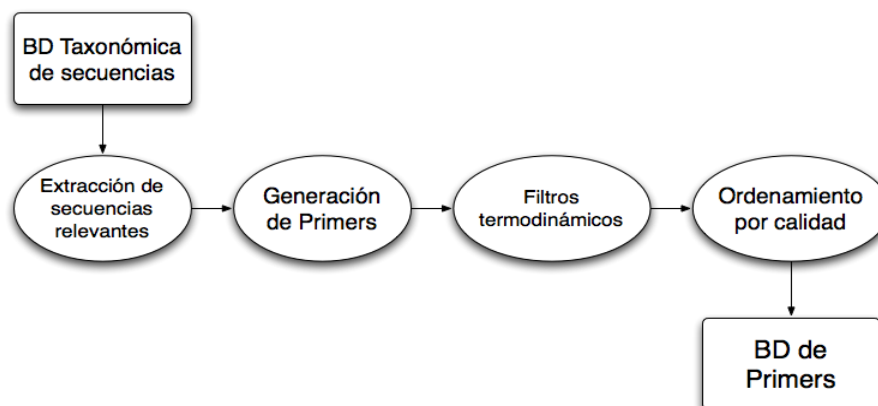 BD Taxonómica
de secuencias
Extracción de
secuencias
relevantes
Generación
de Primers
Filtros
termodinámicos
Ordenamiento
por calidad
BD de
Primers